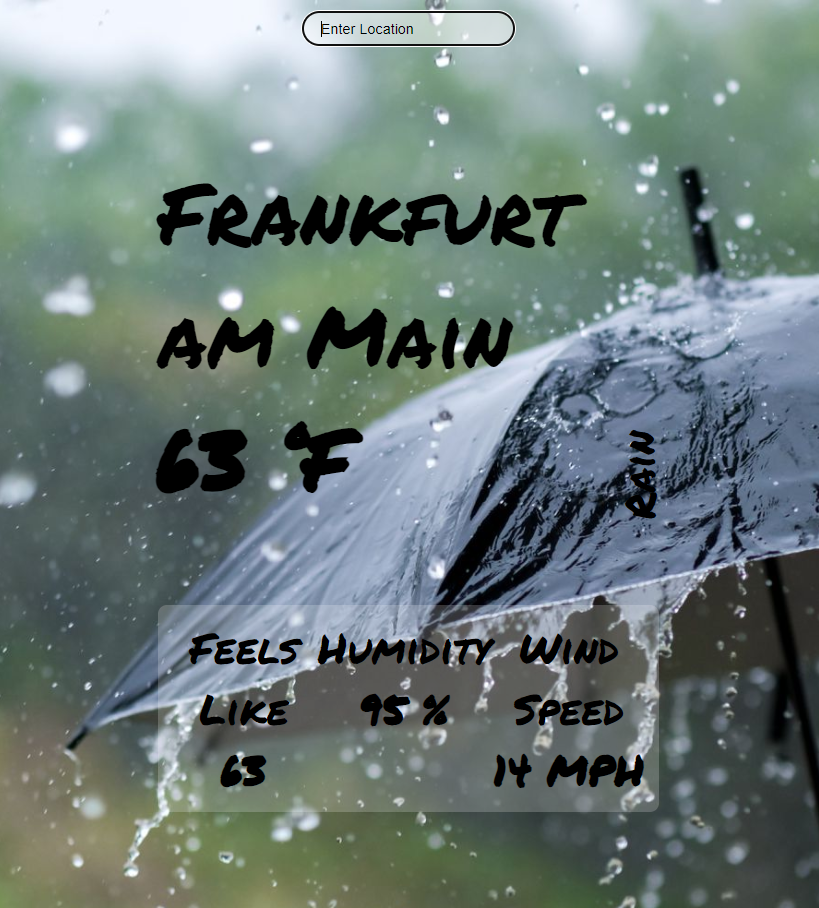 Enter Location
Frankfurt
am Main
63 °F
Rain
Feels Humidity Wind
Like 95 % Speed
63 14 MPH